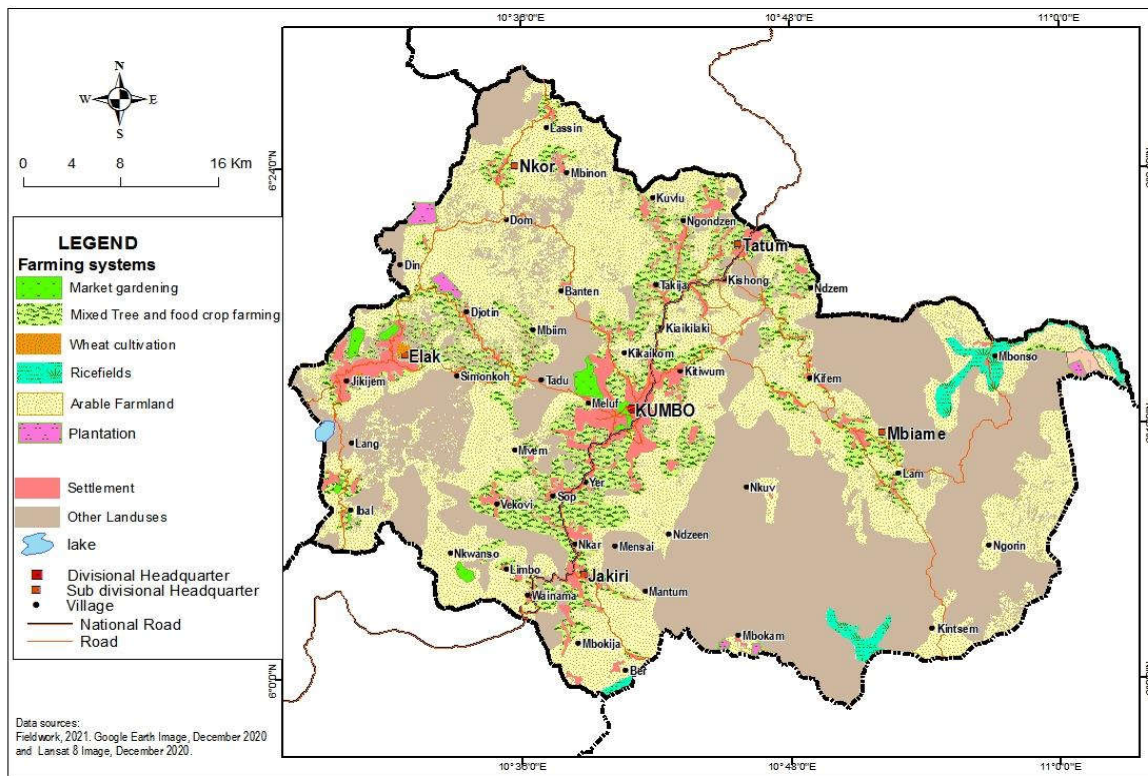 10°36'0"E 10°48'0"E 11°0'0"E
N
W E
S
0 4 8 16 Km
6°24'N
6°0'0"N
LEGEND
Farming systems
Market gardening
Mixed Tree and food crop farming
Wheat cultivation
Ricefields
Arable Farmland
Plantation
Settlement
Other Landuses
lake
Divisional Headquarter
Sub divisional Headquarter
Village
National Road
Road
Data sources:
Fieldwork, 2021. Google Earth Image, December 2020
and Lansat 8 Image, December 2020.
Lassin
Nkor
Mbinon
Kuvlu
Dom
Ngondzen
Tatum
Din
Kishong
Takija
Ndzem
Banten
Djotin
Mbiim
Kiaikilaki
Elak
Kikaikom
Mbonso
Simonkoh
Tadu
Kitiwum
Kifem
Jikijem
Meluf
KUMBO
Mbiame
Lang
Mvem
Lam
Yer
Nkuv
Vekovi
Sop
Ibal
Ndzeen
Nkar
Mensai
Ngorin
Nkwanso
Limbo
Jakiri
Wainama
Mantum
Kintsem
Mbokam
Mbokija
Ber
10°36'0"E 10°48'0"E 11°0'0"E